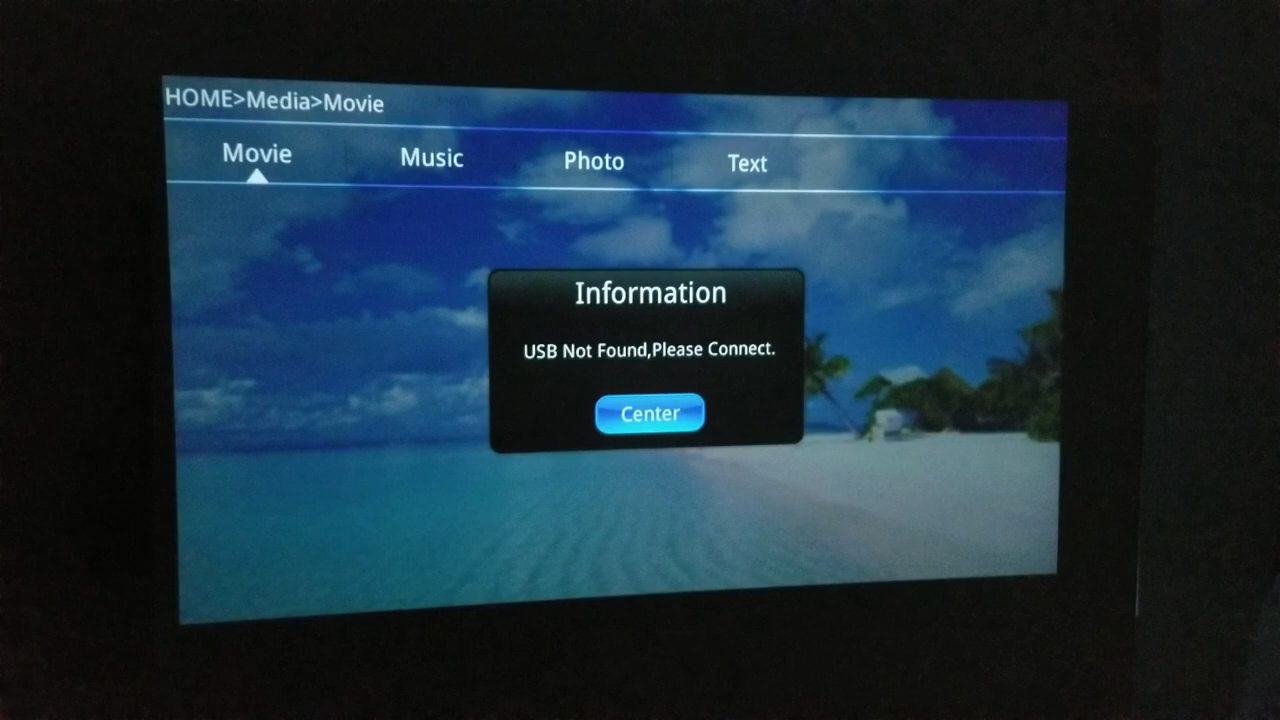 HOME>Media>Movie
Movie Music Photo Text
Information
USB Not Found,Please Connect.
Center